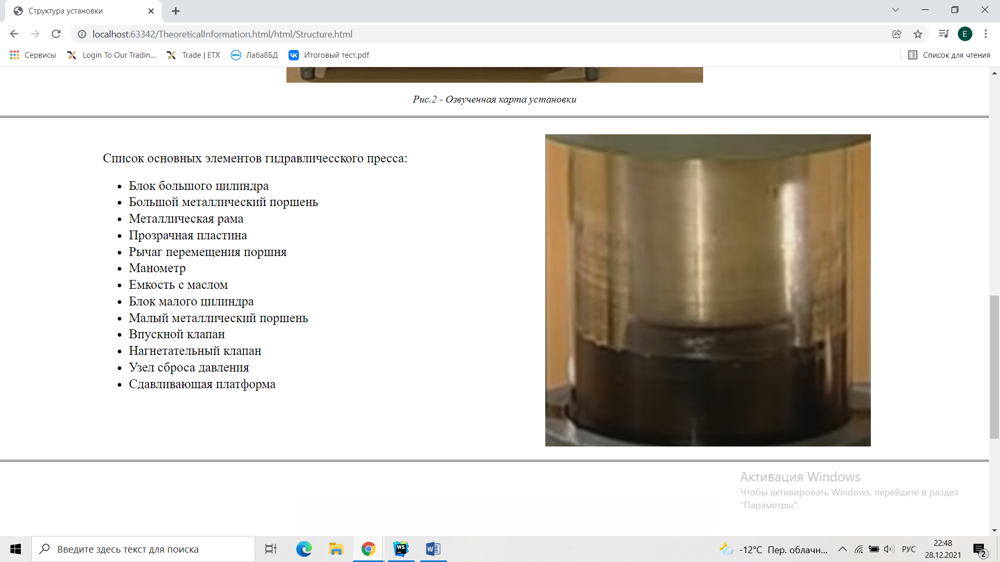 Структура установки
localhost:63342/TheoreticalInformation.html/html/Structure.html
E
Сервисы
Login To Our Tradin...
Trade | ETX
DELL
Лаба8БД
Итоговый тест.pdf
Список для чтения
Рис.2 - Озвученная карта установки
Список основных элементов гидравличесского пресса:
Блок большого цилиндра
Большой металлический поршень
Металлическая рама
Прозрачная пластина
Рычаг перемещения поршня
Манометр
Емкость с маслом
Блок малого цилиндра
Малый металлический поршень
Впускной клапан
Нагнетательный клапан
Узел сброса давления
Сдавливающая платформа
Активация Windows
Чтобы активировать Windows, перейдите в раздел
"Параметры".
Введите здесь текст для поиска
WS
W
-12°C Пер. облачн...
РУС
22:48
28.12.2021
2